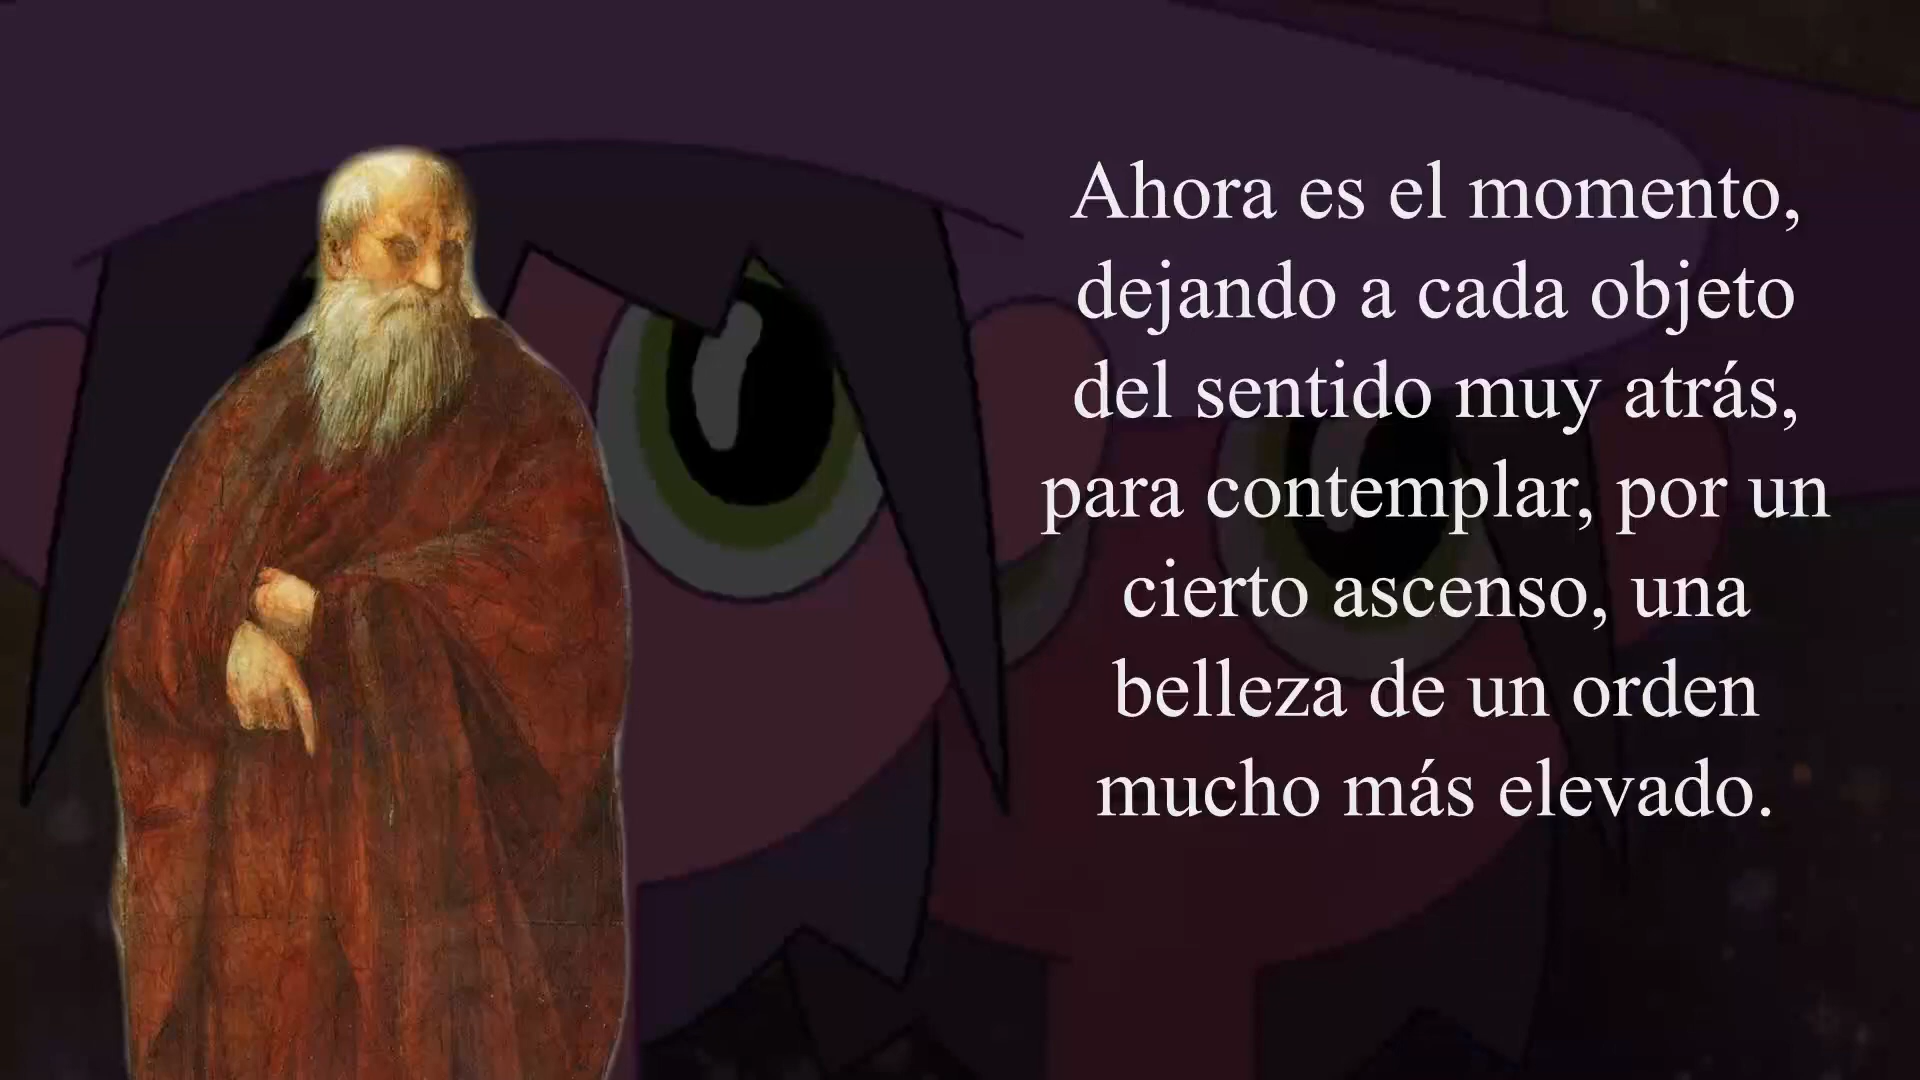 Ahora es el momento,
dejando a cada objeto
del sentido muy atrás,
para contemplar, por un
cierto ascenso, una
belleza de un orden
mucho más elevado.